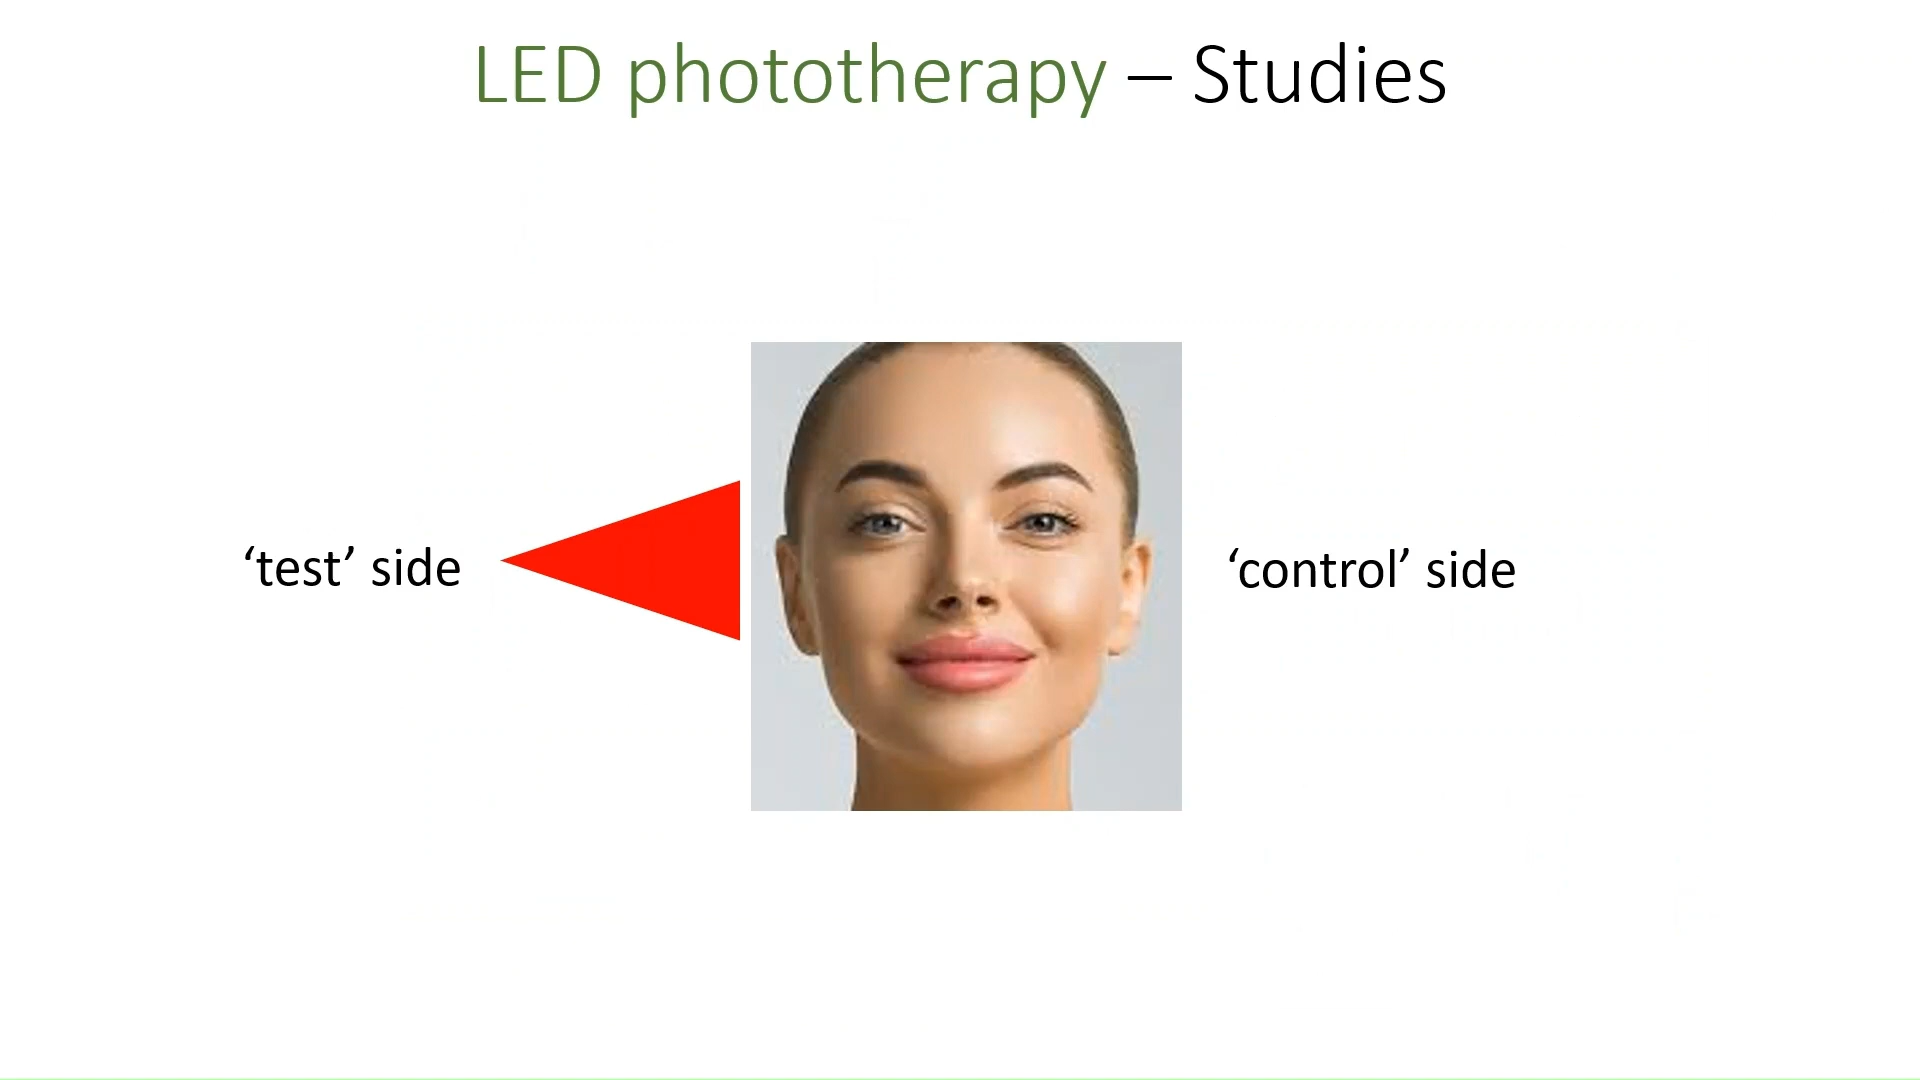 LED phototherapy – Studies
‘test’ side
‘control’ side